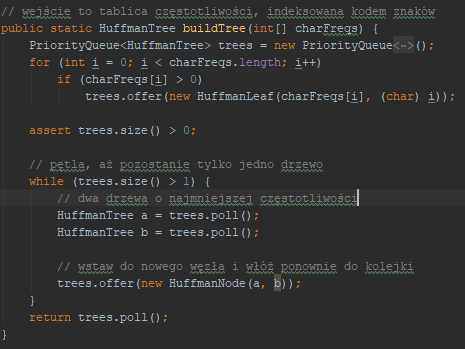 // wejście to tablica częstotliwości, indeksowana kodem znaków
public static HuffmanTree buildTree(int[] charFreqs) {
    PriorityQueue<HuffmanTree> trees = new PriorityQueue<~>();
    for (int i = 0; i < charFreqs.length; i++)
        if (charFreqs[i] > 0)
            trees.offer(new HuffmanLeaf(charFreqs[i], (char) i));
    assert trees.size() > 0;
    // pętla, aż pozostanie tylko jedno drzewo
    while (trees.size() > 1) {
        // dwa drzewa o najmniejszej częstotliwości
        HuffmanTree a = trees.poll();
        HuffmanTree b = trees.poll();
        // wstaw do nowego węzła i włóż ponownie do kolejki
        trees.offer(new HuffmanNode(a, b));
    }
    return trees.poll();
}